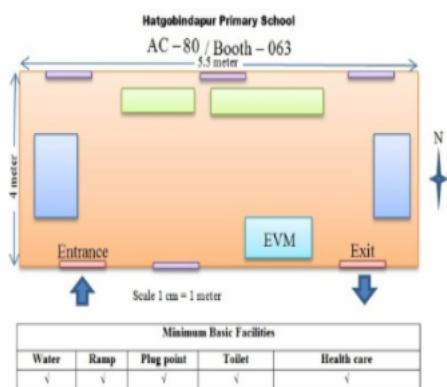 Hatgobindapur Primary School
AC – 80 / Booth – 063
5.5 meter
4 meter
N
EVM
Entrance
Exit
Scale 1 cm = 1 meter
Minimum Basic Facilities
Water Ramp Plug point Toilet Health care
√ √ √ √ √